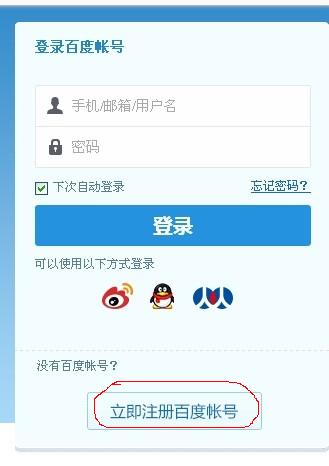 登录百度帐号
手机/邮箱/用户名
密码
下次自动登录 忘记密码？
登录
可以使用以下方式登录
没有百度帐号？
立即注册百度帐号